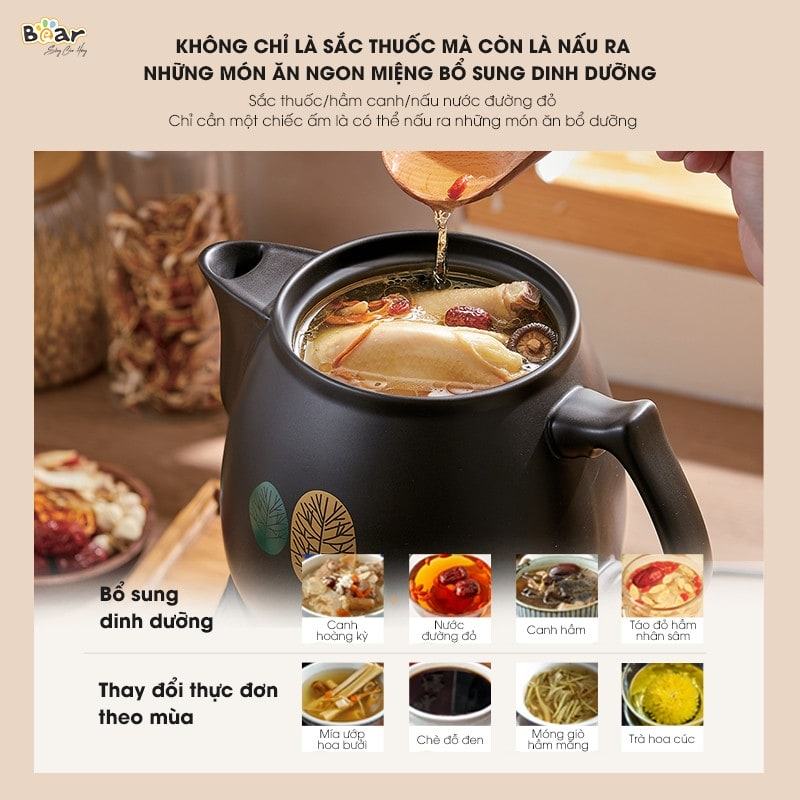 Bear
Sống Cân Hàng
KHÔNG CHỈ LÀ SẮC THUỐC MÀ CÒN LÀ NẤU RA
NHỮNG MÓN ĂN NGON MIỆNG BỔ SUNG DINH DƯỠNG
Sắc thuốc/hầm canh/nấu nước đường đỏ
Chỉ cần một chiếc ấm là có thể nấu ra những món ăn bổ dưỡng
Bổ sung
dinh dưỡng
Canh
hoàng kỳ
Nước
đường đỏ
Canh hầm
Táo đỏ hầm
nhân sâm
Thay đổi thực đơn
theo mùa
Mía ướp
hoa bưởi
Chè đỗ đen
Móng giò
hầm măng
Trà hoa cúc